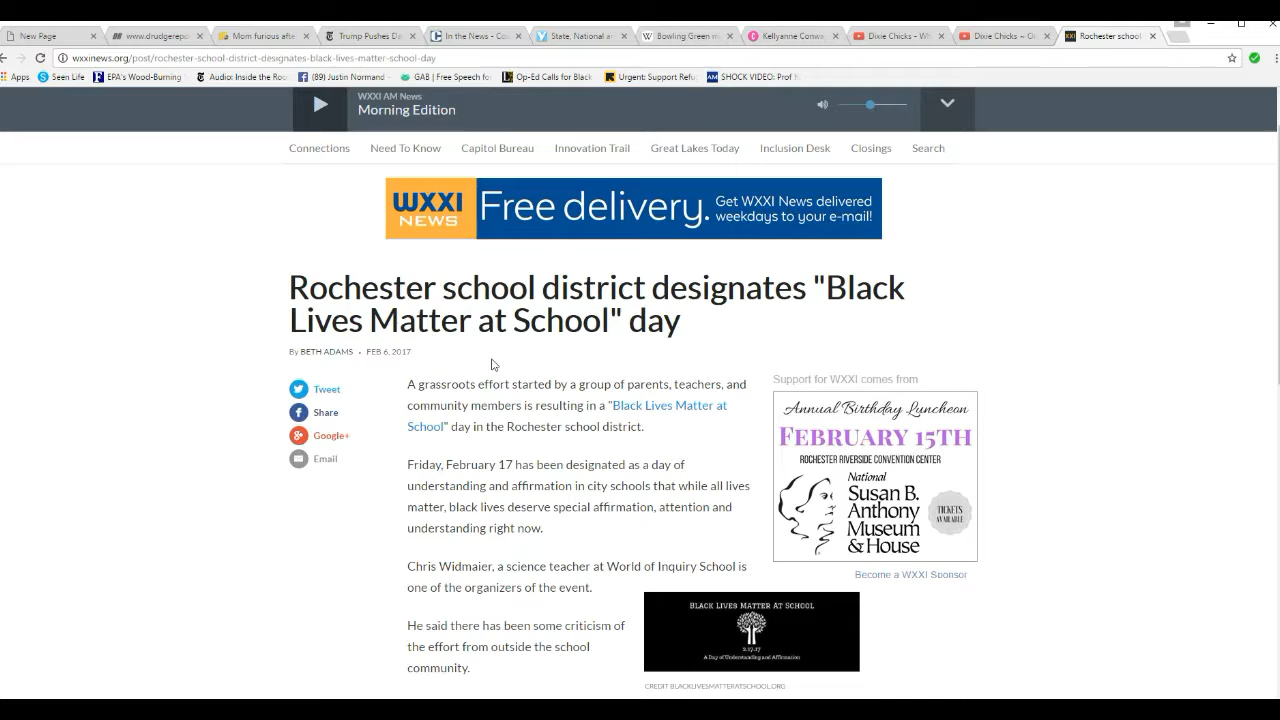 New Page
www.drudgerepo
Mom furious afte
Trump Pushes Da
In the News - Co
State, National a
Bowling Green m
Kellyanne Conwa
Dixie Chicks - Wh
Dixie Chicks ~ G
Rochester school
wxxinews.org/post/rochester-school-district-designates-black-lives-matter-school-day
Apps
Seen Life
EPA's Wood-Burning
Audio: Inside the Ro
(89) Justin Normand -
GAB | Free Speech fo
Op-Ed Calls for Black
Urgent: Support Refu
SHOCK VIDEO: Prof N
WXXI AM News
Morning Edition
Connections Need To Know Capitol Bureau Innovation Trail Great Lakes Today Inclusion Desk Closings Search
WXXI
NEWS
Free delivery.
Get WXXI News delivered
weekdays to your e-mail!
Rochester school district designates "Black
Lives Matter at School" day
By BETH ADAMS • FEB 6, 2017
Tweet
Share
Google+
Email
A grassroots effort started by a group of parents, teachers, and
community members is resulting in a "Black Lives Matter at
School" day in the Rochester school district.
Friday, February 17 has been designated as a day of
understanding and affirmation in city schools that while all lives
matter, black lives deserve special affirmation, attention and
understanding right now.
Chris Widmaier, a science teacher at World of Inquiry School is
one of the organizers of the event.
He said there has been some criticism of
the effort from outside the school
community.
Support for WXXI comes from
Annual Birthday Luncheon
FEBRUARY 15TH
ROCHESTER RIVERSIDE CONVENTION CENTER
National
Susan B.
Anthony
Museum
& House
TICKETS
AVAILABLE
Become a WXXI Sponsor
BLACK LIVES MATTER AT SCHOOL
2.17.17
A Day of Understanding and Affirmation
CREDIT BLACKLIVESMATTERATSCHOOL.ORG